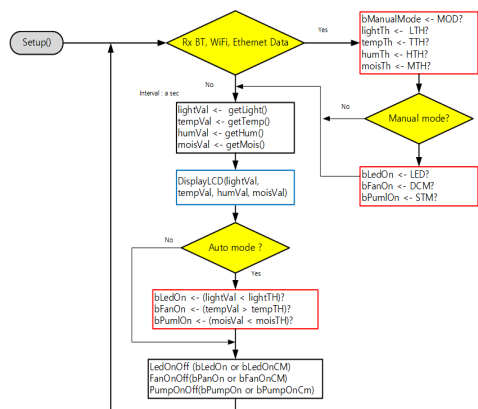 Setup()
Rx BT, WiFi, Ethernet Data
Yes
bManualMode <- MOD?
lightTh <- LTH?
tempTh <- TTH?
humTh <- HTH?
moisTh <- MTH?
No
Interval : a sec
No
Manual mode?
lightVal <- getLight()
tempVal <- getTemp()
humVal <- getHum()
moisVal <- getMois()
bLedOn <- LED?
bFanOn <- DCM?
bPumlOn <- STM?
DisplayLCD(lightVal,
tempVal, humVal, moisVal)
No
Auto mode ?
Yes
bLedOn <- (lightVal < lightTH)?
bFanOn <- (tempVal > tempTH)?
bPumlOn <- (moisVal < moisTH)?
LedOnOff (bLedOn or bLedOnCM)
FanOnOff(bPanOn or bFanOnCM)
PumpOnOff(bPumpOn or bPumpOnCm)